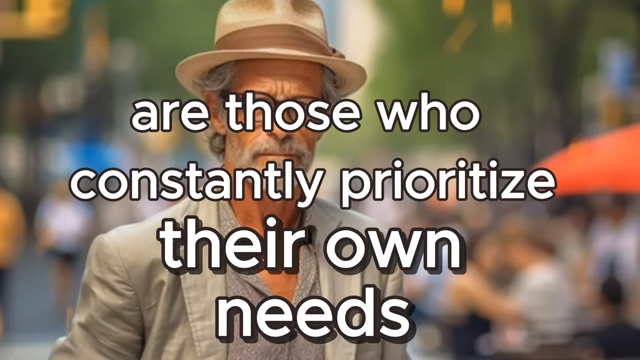 are those who
constantly prioritize
their own
needs